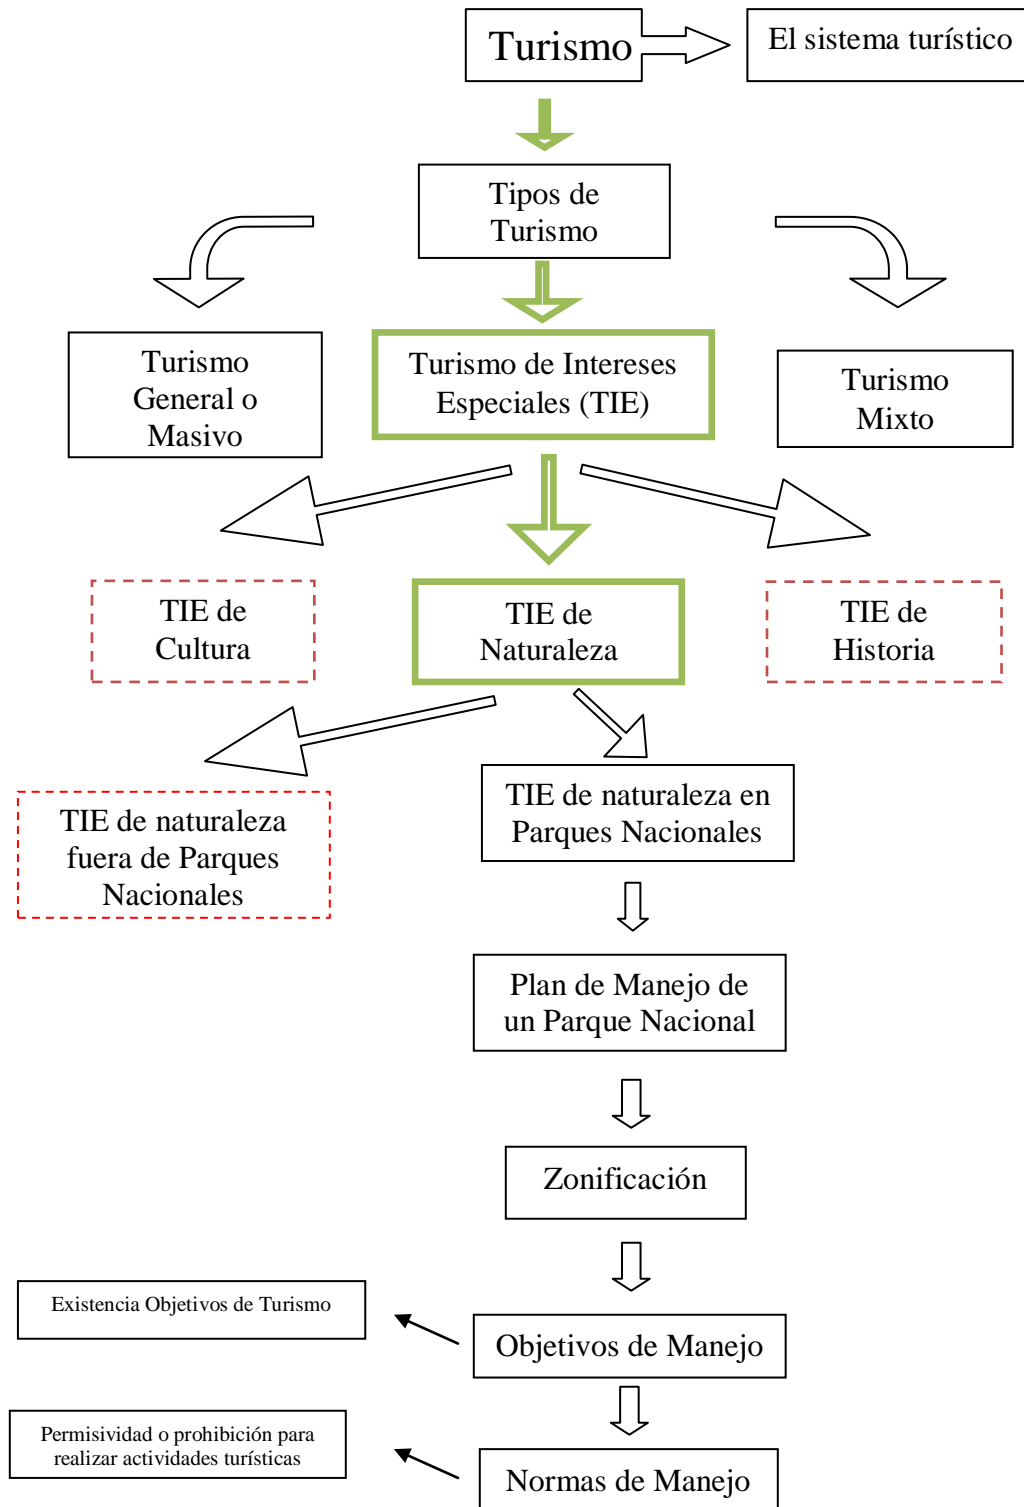 Turismo
El sistema turístico
Tipos de
Turismo
Turismo
General o
Masivo
Turismo de Intereses
Especiales (TIE)
Turismo
Mixto
TIE de
Cultura
TIE de
Naturaleza
TIE de
Historia
TIE de naturaleza
fuera de Parques
Nacionales
TIE de naturaleza en
Parques Nacionales
Plan de Manejo de
un Parque Nacional
Zonificación
Existencia Objetivos de Turismo
Objetivos de Manejo
Permisividad o prohibición para
realizar actividades turísticas
Normas de Manejo